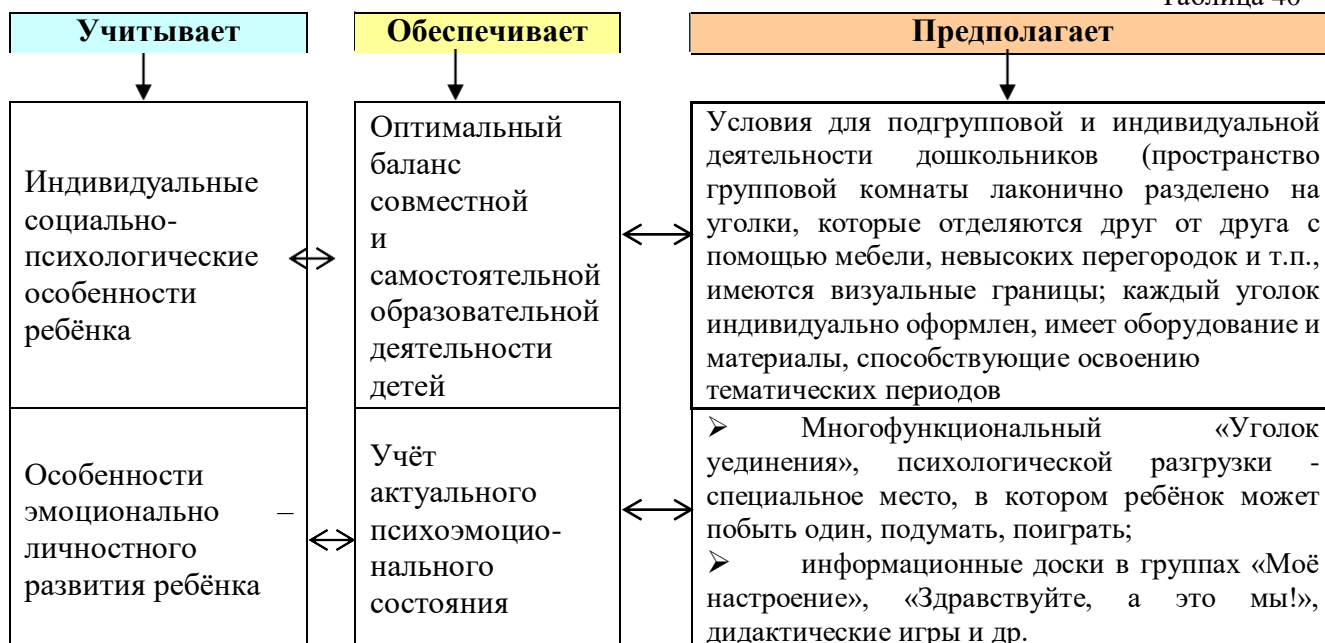 Таблица 40
Учитывает
Обеспечивает
Предполагает
Индивидуальные
социально-
психологические
особенности
ребёнка
Оптимальный
баланс
совместной
и
самостоятельной
образовательной
деятельности
детей
Условия для подгрупповой и индивидуальной
деятельности дошкольников (пространство
групповой комнаты лаконично разделено на
уголки, которые отделяются друг от друга с
помощью мебели, невысоких перегородок и т.п.,
имеются визуальные границы; каждый уголок
индивидуально оформлен, имеет оборудование и
материалы, способствующие освоению
тематических периодов
Особенности
эмоционально –
личностного
развития ребёнка
Учёт
актуального
психоэмоцио-
нального
состояния
➢ Многофункциональный «Уголок
уединения», психологической разгрузки -
специальное место, в котором ребёнок может
побыть один, подумать, поиграть;
➢ информационные доски в группах «Моё
настроение», «Здравствуйте, а это мы!»,
дидактические игры и др.